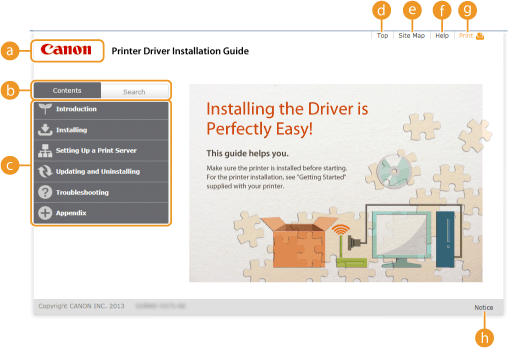 d e f g
Top Site Map Help Print
a Canon Printer Driver Installation Guide
b Contents Search
c
Introduction
Installing
Setting Up a Print Server
Updating and Uninstalling
Troubleshooting
Appendix
Installing the Driver is
Perfectly Easy!
This guide helps you.
Make sure the printer is installed before starting.
For the printer installation, see "Getting Started"
supplied with your printer.
Copyright CANON INC. 2013
Notice
h